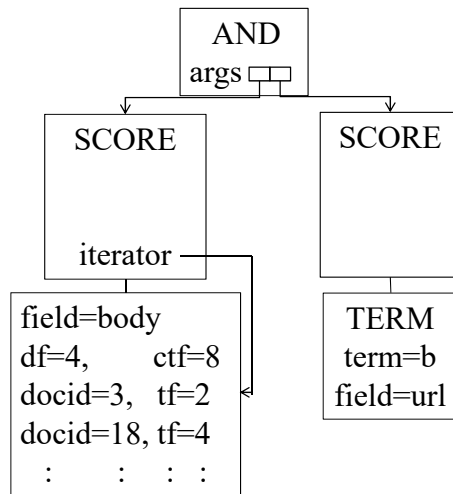 AND
args
SCORE
SCORE
iterator
field=body
df=4, ctf=8
docid=3, tf=2
docid=18, tf=4
: : : :
TERM
term=b
field=url